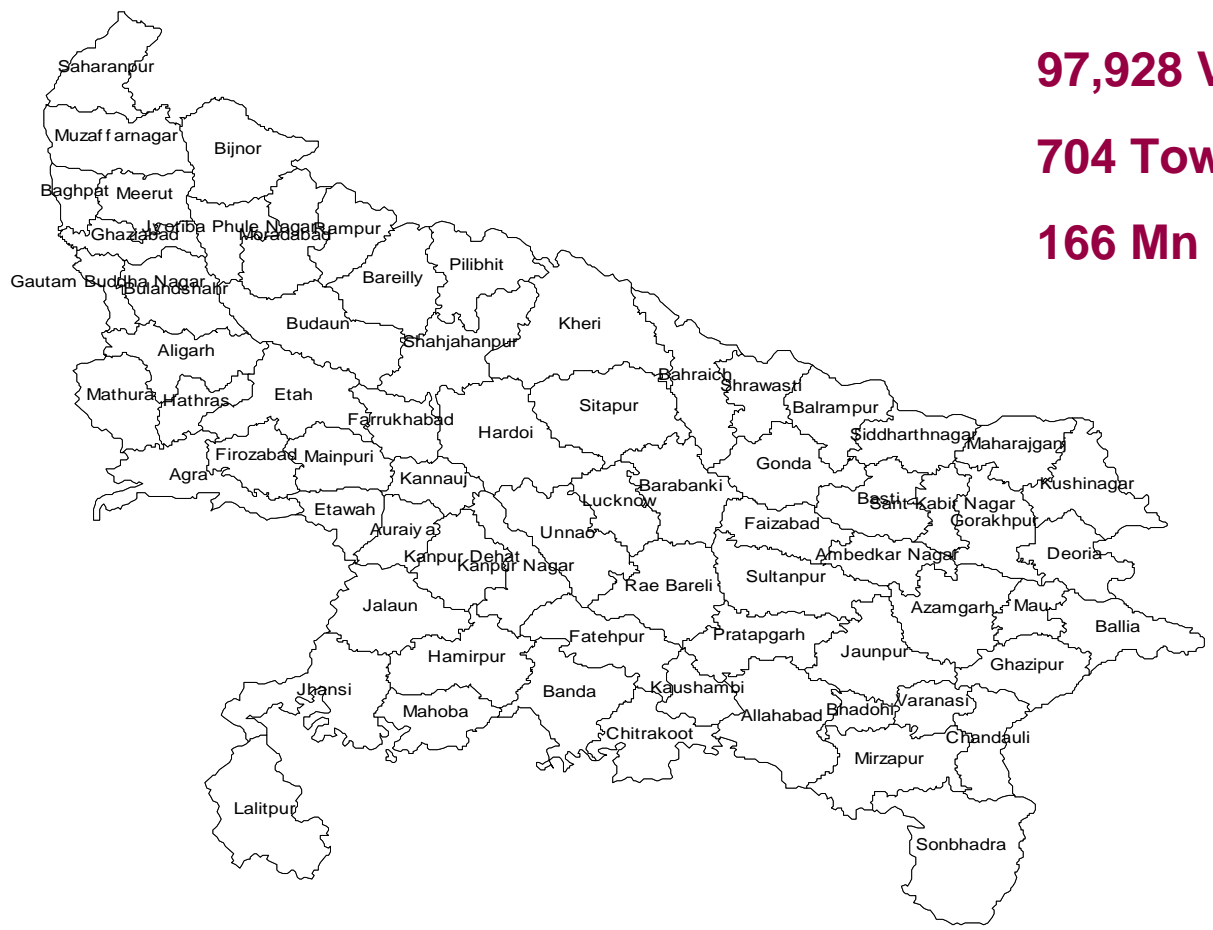 97,928 V
704 Tow
166 Mn
Saharanpur
Muzaffarnagar
Bijnor
Baghpat
Meerut
Jyotiba Phule Nagar
Ghaziabad
Moradabad
Rampur
Gautam Buddha Nagar
Bulandshahr
Bareilly
Pilibhit
Budaun
Shahjahanpur
Kheri
Aligarh
Mathura
Hathras
Etah
Farrukhabad
Hardoi
Sitapur
Bahraich
Shrawasti
Balrampur
Siddharthnagar
Maharajganj
Agra
Firozabad
Mainpuri
Kannauj
Lucknow
Barabanki
Gonda
Basti
Sant Kabir Nagar
Gorakhpur
Kushinagar
Etawah
Auraiya
Unnao
Faizabad
Ambedkar Nagar
Deoria
Kanpur Dehat
Kanpur Nagar
Rae Bareli
Sultanpur
Azamgarh
Mau
Ballia
Jalaun
Fatehpur
Pratapgarh
Jaunpur
Ghazipur
Hamirpur
Jhansi
Mahoba
Banda
Kaushambi
Allahabad
Bhadohi
Varanasi
Chitrakoot
Chandauli
Mirzapur
Lalitpur
Sonbhadra